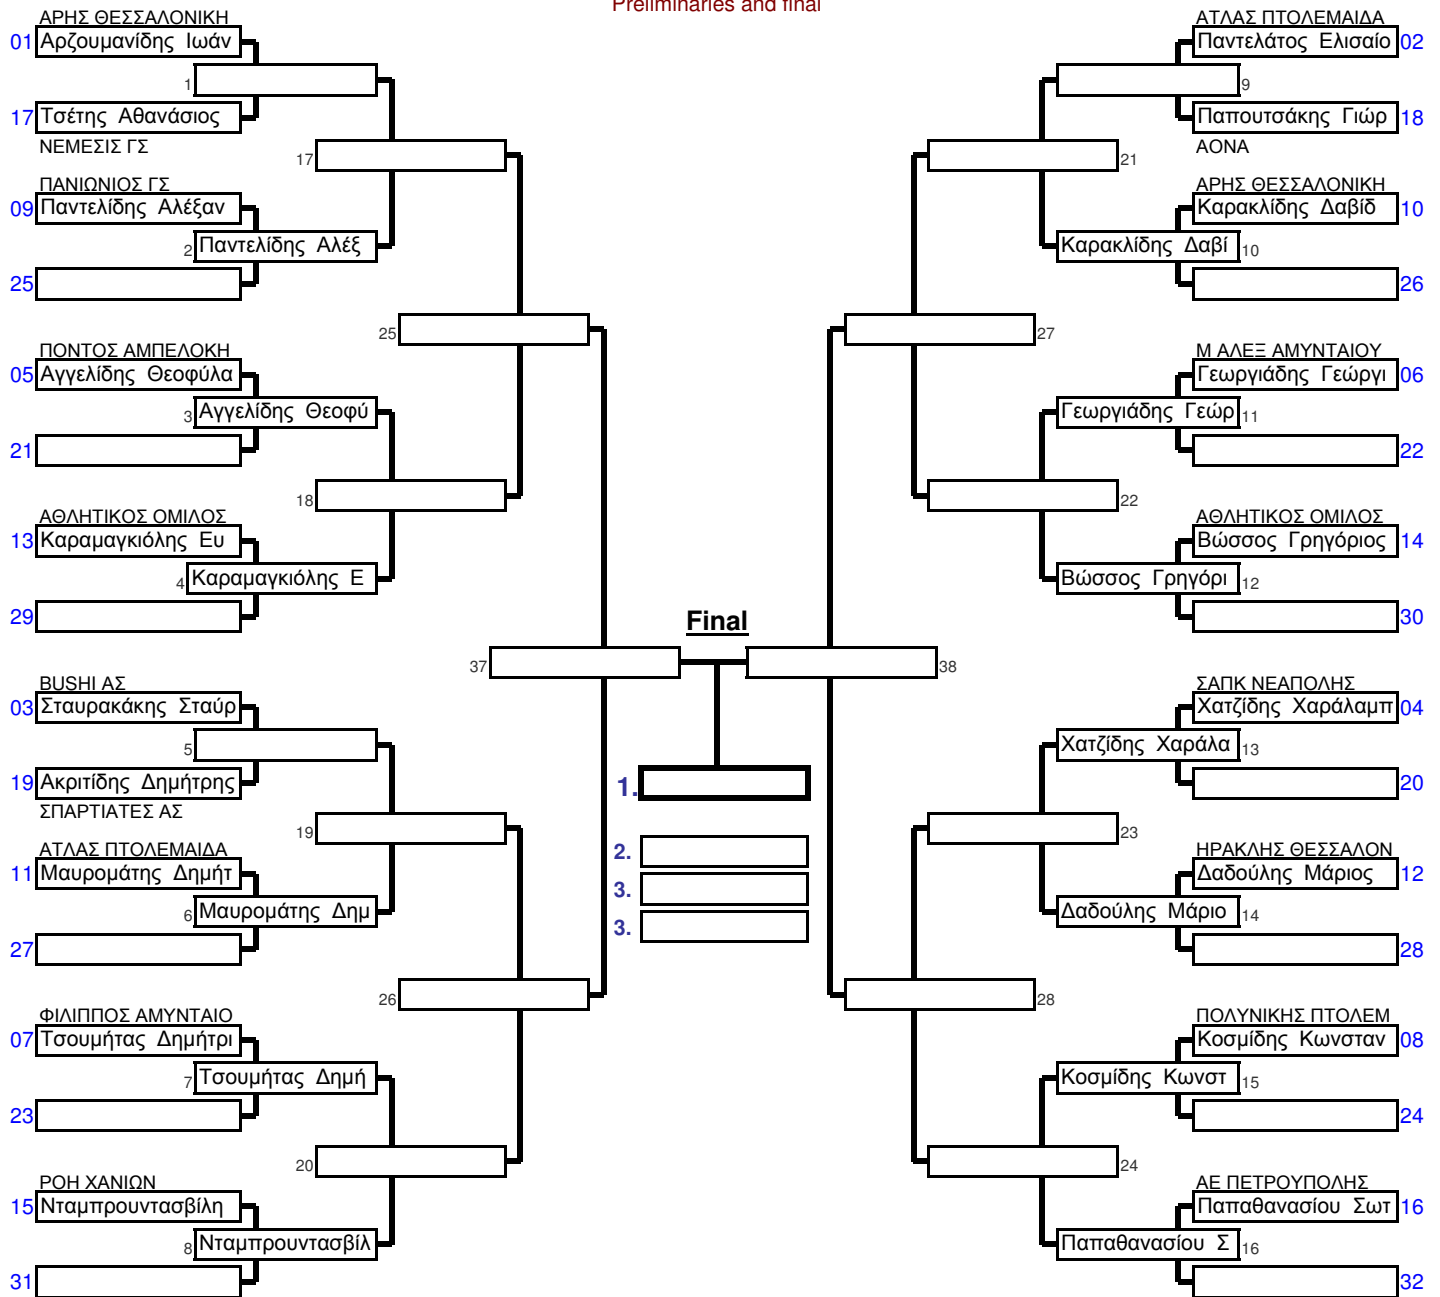 Preliminaries and final
ΑΡΗΣ ΘΕΣΣΑΛΟΝΙΚΗ
01 Αρζουμανίδης Ιωάν
1
17 Τσέτης Αθανάσιος
ΝΕΜΕΣΙΣ ΓΣ
17
ΠΑΝΙΩΝΙΟΣ ΓΣ
09 Παντελίδης Αλέξαν
2 Παντελίδης Αλέξ
25
25
ΠΟΝΤΟΣ ΑΜΠΕΛΟΚΗ
05 Αγγελίδης Θεοφύλα
3 Αγγελίδης Θεοφύ
21
18
ΑΘΛΗΤΙΚΟΣ ΟΜΙΛΟΣ
13 Καραμαγκιόλης Ευ
4 Καραμαγκιόλης Ε
29
37
BUSHI ΑΣ
03 Σταυρακάκης Σταύρ
5
19 Ακριτίδης Δημήτρης
ΣΠΑΡΤΙΑΤΕΣ ΑΣ
19
ΑΤΛΑΣ ΠΤΟΛΕΜΑΙΔΑ
11 Μαυρομάτης Δημήτ
6 Μαυρομάτης Δημ
27
26
ΦΙΛΙΠΠΟΣ ΑΜΥΝΤΑΙΟ
07 Τσουμήτας Δημήτρι
7 Τσουμήτας Δημή
23
20
ΡΟΗ ΧΑΝΙΩΝ
15 Νταμπρουντασβίλη
8 Νταμπρουντασβίλ
31
Final
1.
2.
3.
3.
ΑΤΛΑΣ ΠΤΟΛΕΜΑΙΔΑ
Παντελάτος Ελισαίο 02
9
Παπουτσάκης Γιώρ 18
ΑΟΝΑ
21
ΑΡΗΣ ΘΕΣΣΑΛΟΝΙΚΗ
Καρακλίδης Δαβίδ 10
Καρακλίδης Δαβί 10
26
27
Μ ΑΛΕΞ ΑΜΥΝΤΑΙΟΥ
Γεωργιάδης Γεώργι 06
Γεωργιάδης Γεώρ 11
22
22
ΑΘΛΗΤΙΚΟΣ ΟΜΙΛΟΣ
Βώσσος Γρηγόριος 14
Βώσσος Γρηγόρι 12
30
38
ΣΑΠΚ ΝΕΑΠΟΛΗΣ
Χατζίδης Χαράλαμπ 04
Χατζίδης Χαράλα 13
20
23
ΗΡΑΚΛΗΣ ΘΕΣΣΑΛΟΝ
Δαδούλης Μάριος 12
Δαδούλης Μάριο 14
28
28
ΠΟΛΥΝΙΚΗΣ ΠΤΟΛΕΜ
Κοσμίδης Κωνσταν 08
Κοσμίδης Κωνστ 15
24
24
ΑΕ ΠΕΤΡΟΥΠΟΛΗΣ
Παπαθανασίου Σωτ 16
Παπαθανασίου Σ 16
32